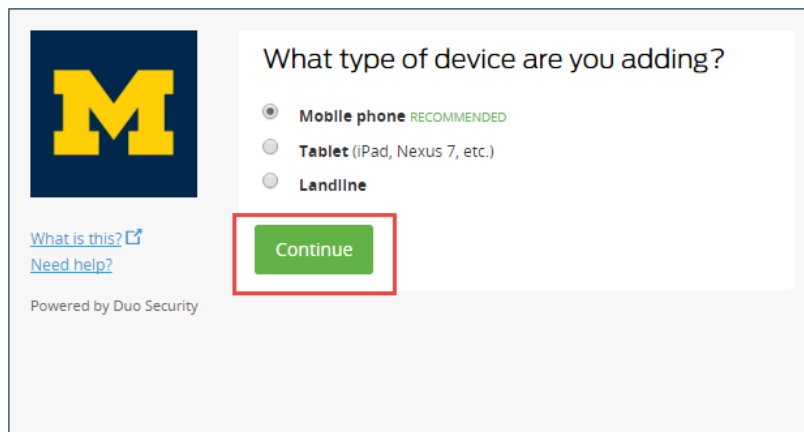 M
What type of device are you adding?
Mobile phone RECOMMENDED
Tablet (iPad, Nexus 7, etc.)
Landline
Continue
What is this?
Need help?
Powered by Duo Security